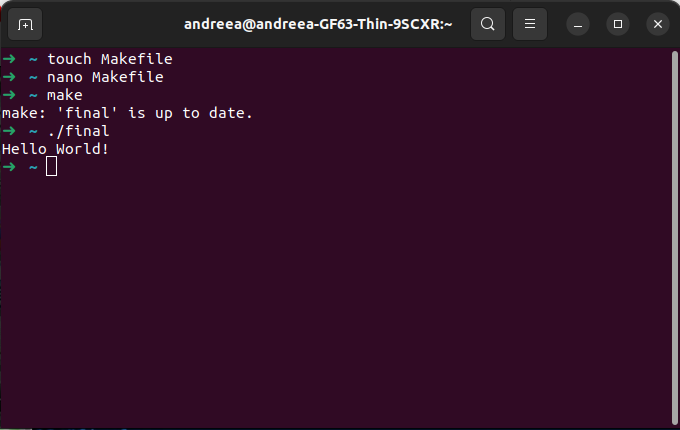 andreea@andreea-GF63-Thin-9SCXR:~
➜ ~ touch Makefile
➜ ~ nano Makefile
➜ ~ make
make: 'final' is up to date.
➜ ~ ./final
Hello World!
➜ ~